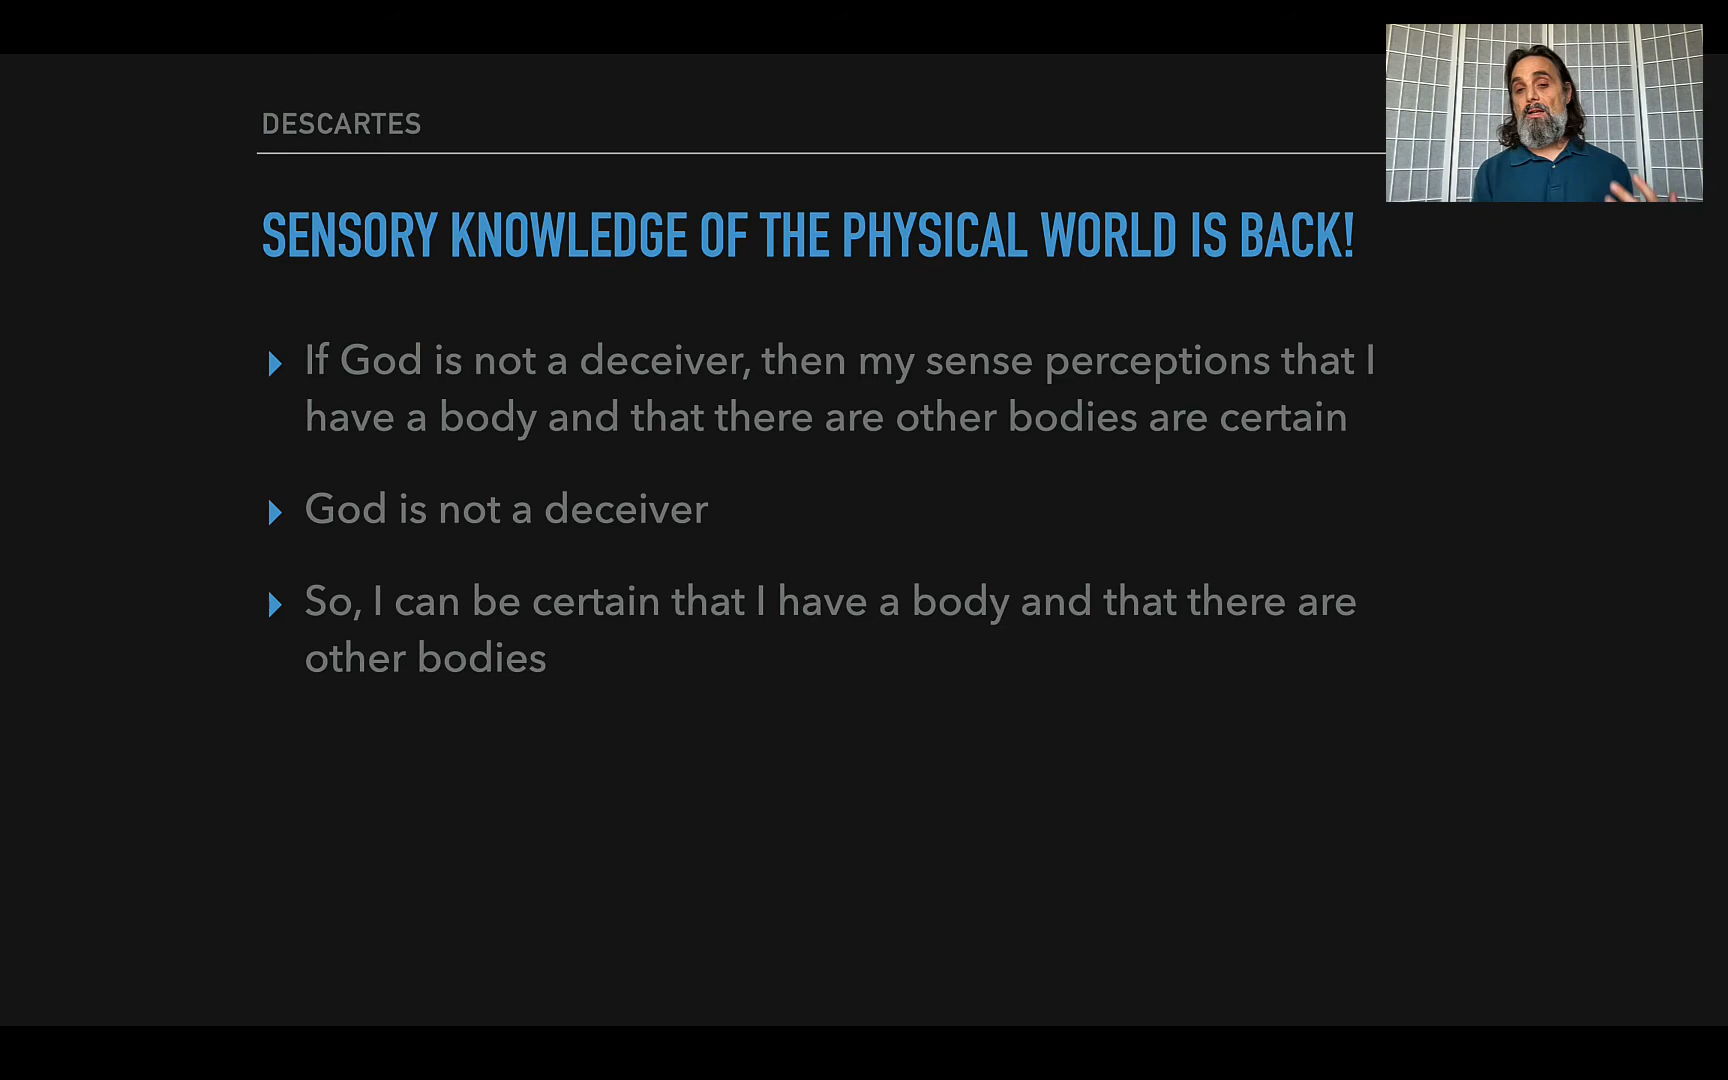 DESCARTES
SENSORY KNOWLEDGE OF THE PHYSICAL WORLD IS BACK!
If God is not a deceiver, then my sense perceptions that I
have a body and that there are other bodies are certain
God is not a deceiver
So, I can be certain that I have a body and that there are
other bodies